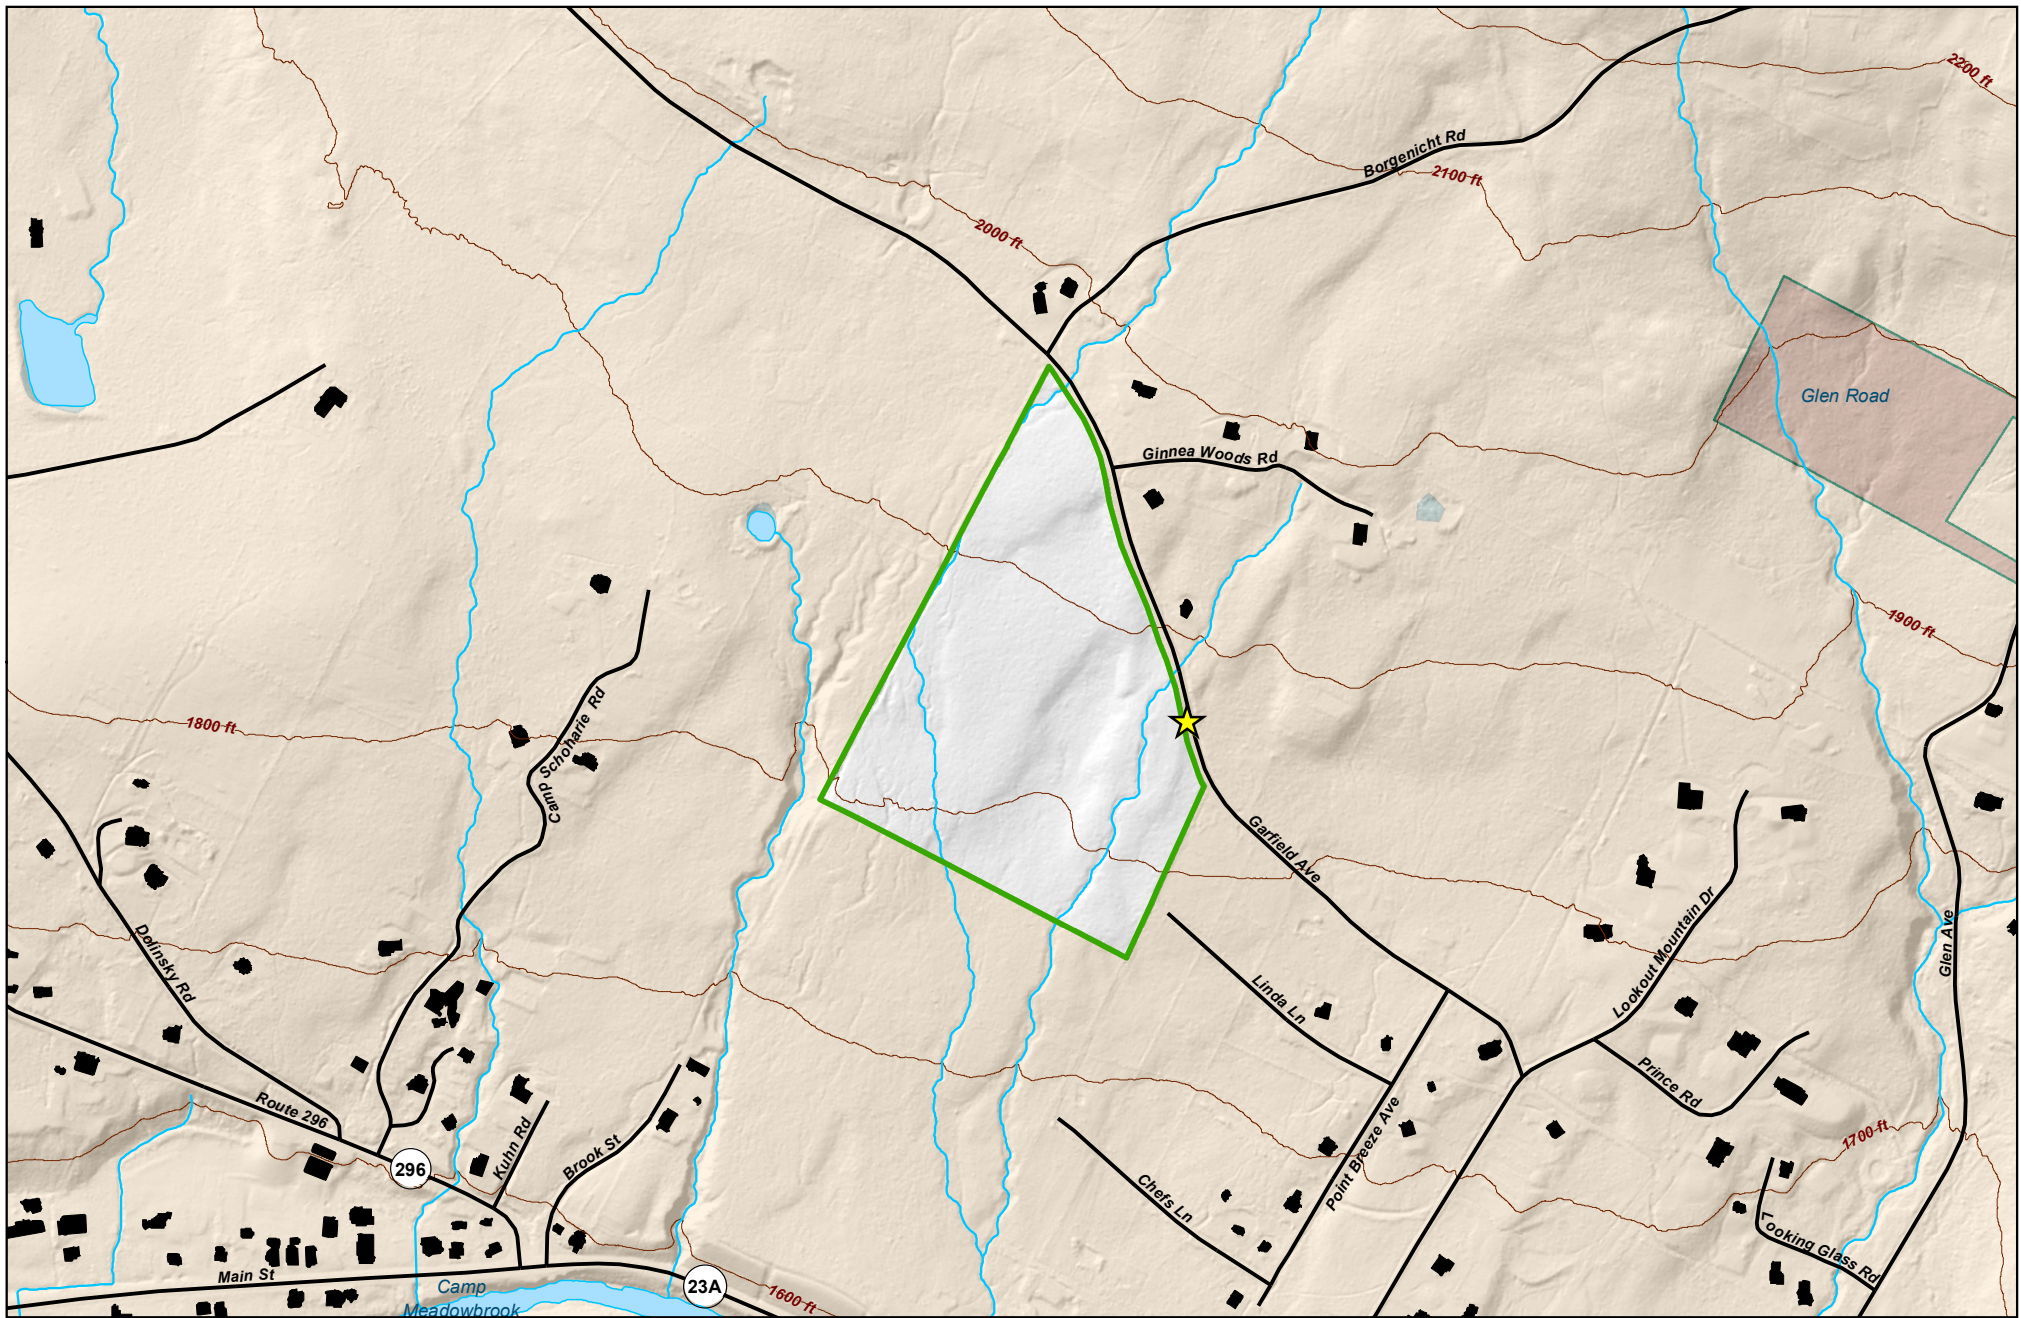 2200 ft
Borgenicht Rd
2100 ft
2000 ft
Glen Road
Ginnea Woods Rd
1900 ft
Camp Schoharie Rd
1800 ft
Garfield Ave
Lookout Mountain Dr
Glen Ave
Dolinsky Rd
Linda Ln
Prince Rd
Route 296
Point Breeze Ave
1700 ft
Kuhn Rd
Brook St
296
Chefs Ln
Looking Glass Rd
Main St
Camp
Meadowbrook
23A
1600 ft